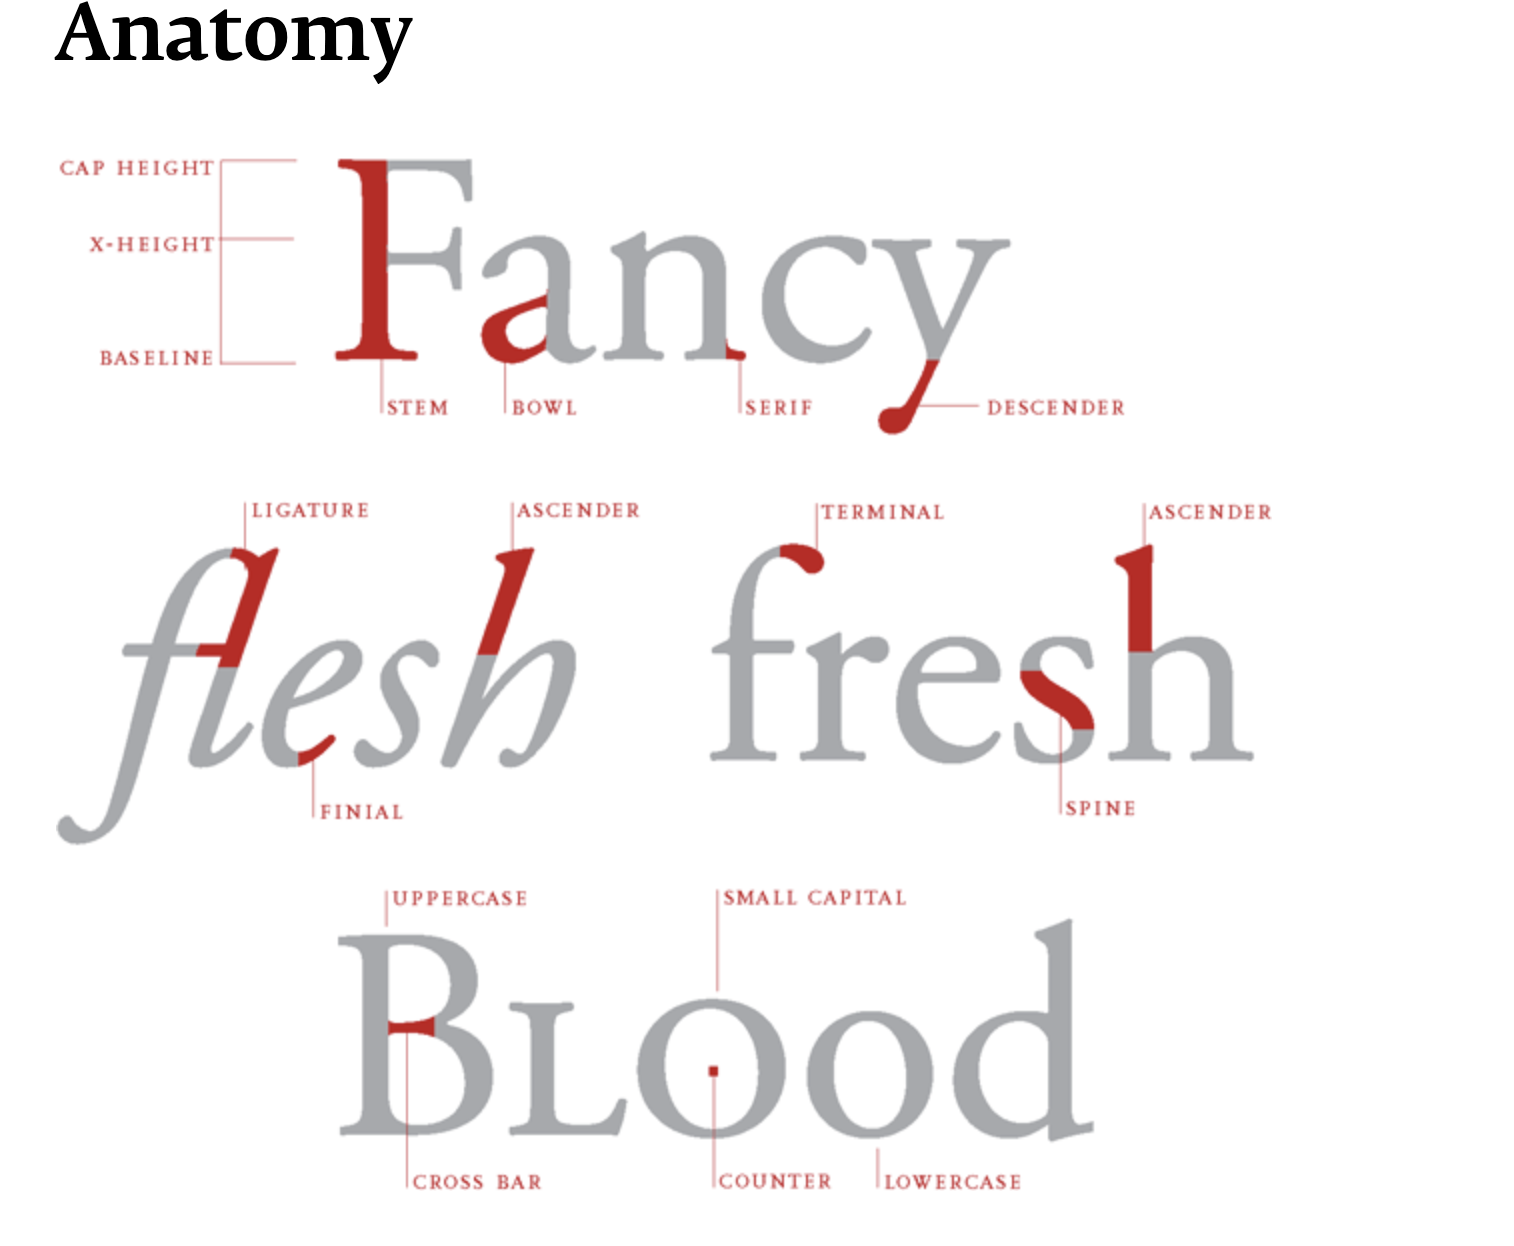 Anatomy
CAP HEIGHT
X-HEIGHT
BASELINE
Fancy
STEM BOWL SERIF DESCENDER
LIGATURE ASCENDER TERMINAL ASCENDER
flesh fresh
FINIAL SPINE
UPPERCASE SMALL CAPITAL
BLood
CROSS BAR COUNTER LOWERCASE